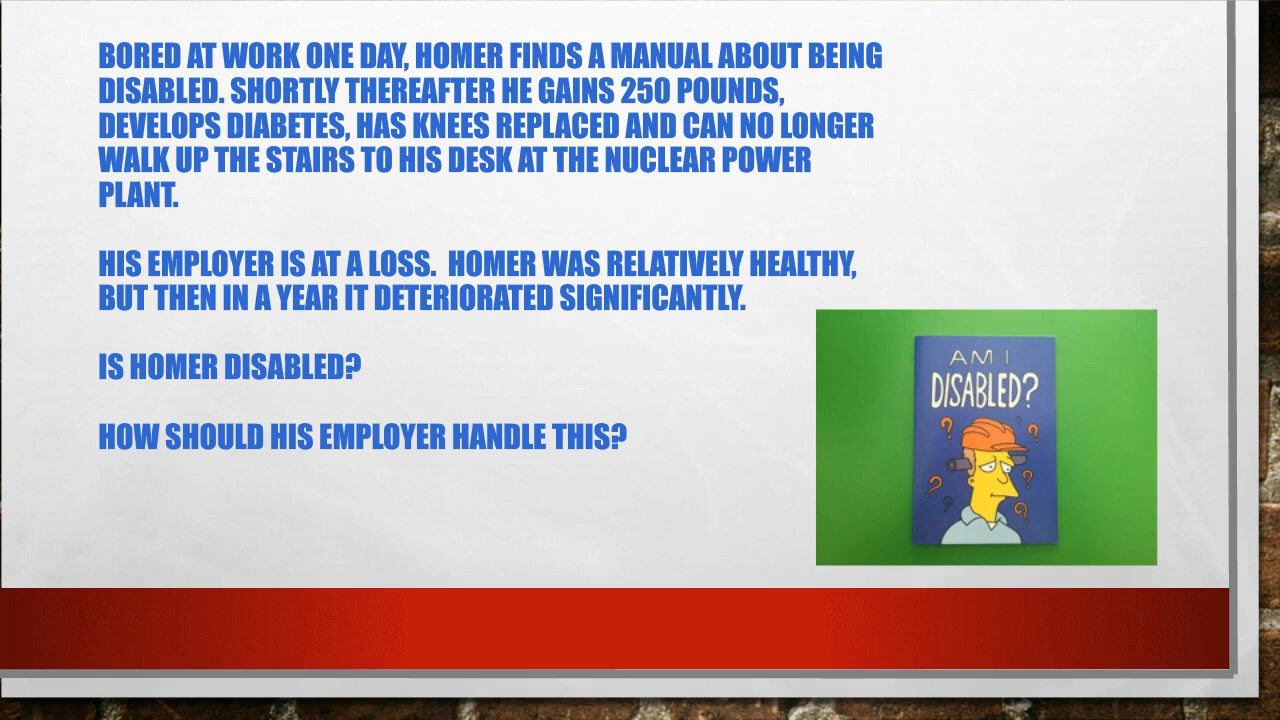 BORED AT WORK ONE DAY, HOMER FINDS A MANUAL ABOUT BEING
DISABLED. SHORTLY THEREAFTER HE GAINS 250 POUNDS,
DEVELOPS DIABETES, HAS KNEES REPLACED AND CAN NO LONGER
WALK UP THE STAIRS TO HIS DESK AT THE NUCLEAR POWER
PLANT.
HIS EMPLOYER IS AT A LOSS.  HOMER WAS RELATIVELY HEALTHY,
BUT THEN IN A YEAR IT DETERIORATED SIGNIFICANTLY.
IS HOMER DISABLED?
HOW SHOULD HIS EMPLOYER HANDLE THIS?
AM I
DISABLED?